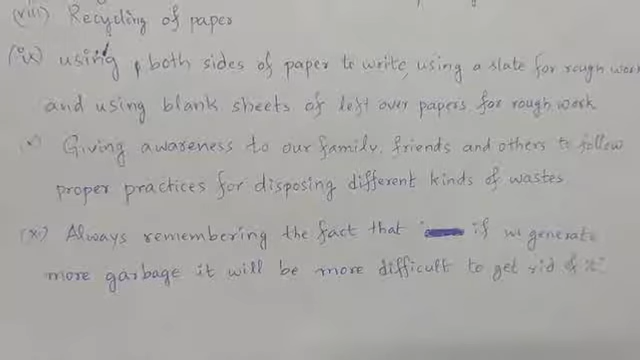 (viii) Recycling of paper
(ix) using both sides of paper to write, using a slate for rough work
and using blank sheets of left over papers for rough work
x) Giving awareness to our family, friends and others to follow
proper practices for disposing different kinds of wastes
(xi) Always remembering the fact that if we generate
more garbage it will be more difficult to get rid of it